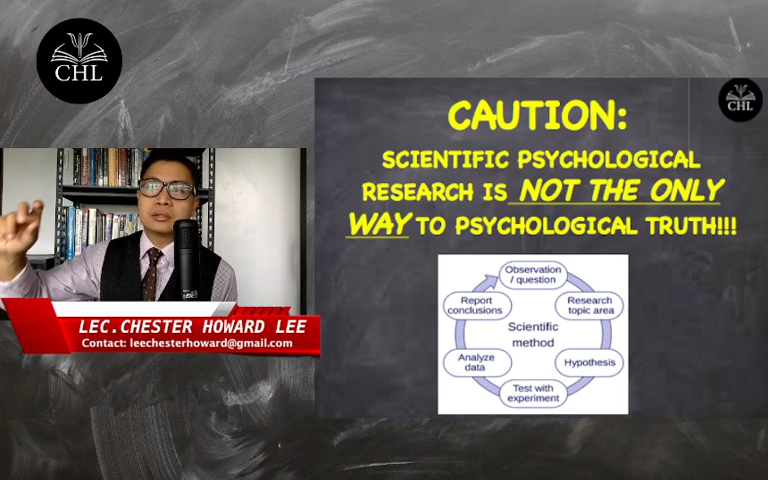 CHL
CAUTION:
SCIENTIFIC PSYCHOLOGICAL
RESEARCH IS NOT THE ONLY
WAY TO PSYCHOLOGICAL TRUTH!!!
CHL
Observation
/ question
Research
topic area
Hypothesis
Test with
experiment
Analyze
data
Report
conclusions
Scientific
method
LEC.CHESTER HOWARD LEE
Contact: leechesterhoward@gmail.com